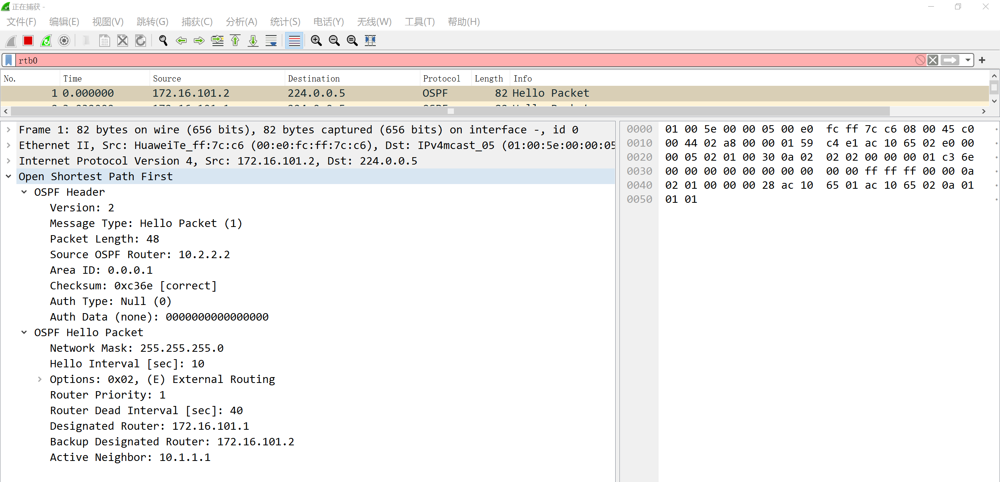 正在捕获 -
文件(F) 编辑(E) 视图(V) 跳转(G) 捕获(C) 分析(A) 统计(S) 电话(Y) 无线(W) 工具(T) 帮助(H)
rtb0
No. Time Source Destination Protocol Length Info
1 0.000000 172.16.101.2 224.0.0.5 OSPF 82 Hello Packet
Frame 1: 82 bytes on wire (656 bits), 82 bytes captured (656 bits) on interface -, id 0
Ethernet II, Src: HuaweiTe_ff:7c:c6 (00:e0:fc:ff:7c:c6), Dst: IPv4mcast_05 (01:00:5e:00:00:05
Internet Protocol Version 4, Src: 172.16.101.2, Dst: 224.0.0.5
Open Shortest Path First
OSPF Header
Version: 2
Message Type: Hello Packet (1)
Packet Length: 48
Source OSPF Router: 10.2.2.2
Area ID: 0.0.0.1
Checksum: 0xc36e [correct]
Auth Type: Null (0)
Auth Data (none): 0000000000000000
OSPF Hello Packet
Network Mask: 255.255.255.0
Hello Interval [sec]: 10
Options: 0x02, (E) External Routing
Router Priority: 1
Router Dead Interval [sec]: 40
Designated Router: 172.16.101.1
Backup Designated Router: 172.16.101.2
Active Neighbor: 10.1.1.1
0000 01 00 5e 00 00 05 00 e0 fc ff 7c c6 08 00 45 c0
0010 00 44 02 a8 00 00 01 59 c4 e1 ac 10 65 02 e0 00
0020 00 05 02 01 00 30 0a 02 02 02 00 00 00 01 c3 6e
0030 00 00 00 00 00 00 00 00 00 00 ff ff ff 00 00 0a
0040 02 01 00 00 00 28 ac 10 65 01 ac 10 65 02 0a 01
0050 01 01